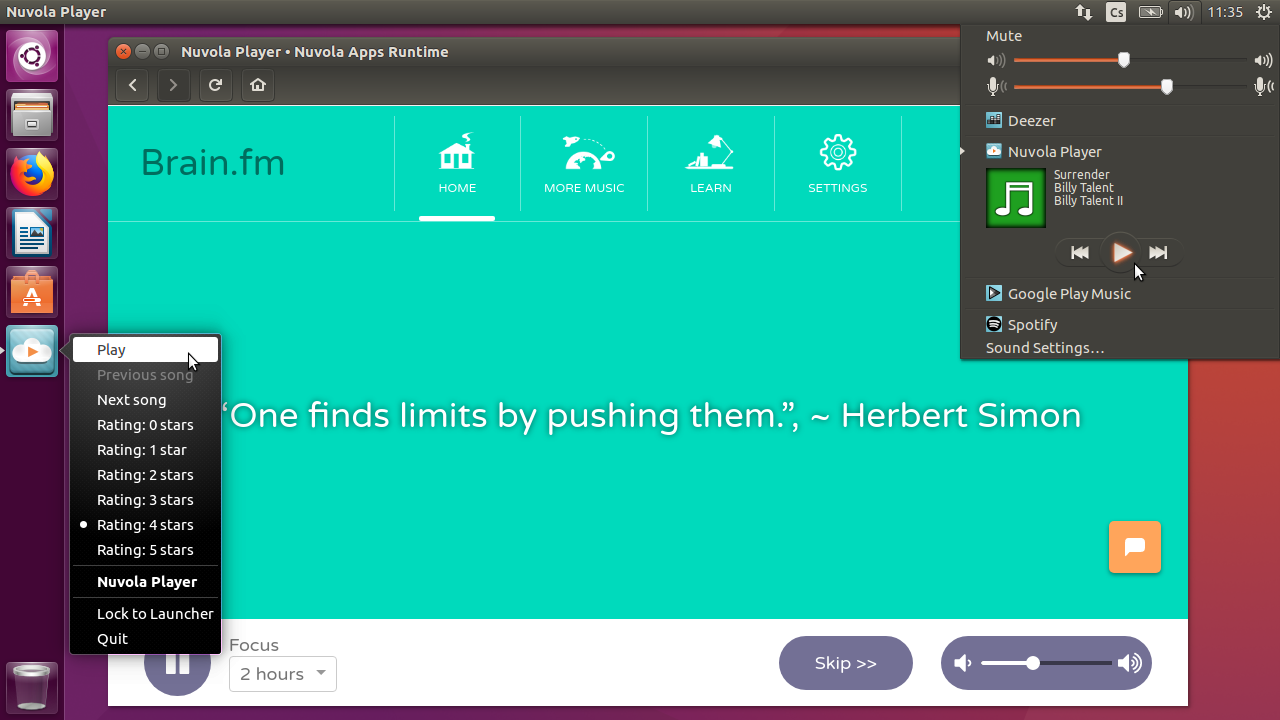 Nuvola Player
Cs
11:35
Nuvola Player • Nuvola Apps Runtime
Brain.fm
HOME
MORE MUSIC
LEARN
SETTINGS
Mute
Deezer
Nuvola Player
Surrender
Billy Talent
Billy Talent II
Google Play Music
Spotify
Sound Settings…
Play
Previous song
Next song
Rating: 0 stars
Rating: 1 star
Rating: 2 stars
Rating: 3 stars
Rating: 4 stars
Rating: 5 stars
Nuvola Player
Lock to Launcher
Quit
“One finds limits by pushing them.”, ~ Herbert Simon
Focus
2 hours
Skip >>